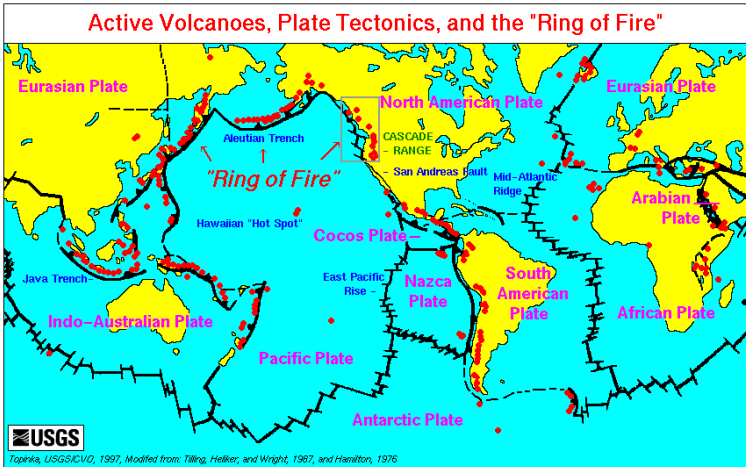 Active Volcanoes, Plate Tectonics, and the "Ring of Fire"
Eurasian Plate
North American Plate
Eurasian Plate
Aleutian Trench
CASCADE
- RANGE
"Ring of Fire"
- San Andreas Fault
Mid-Atlantic
Ridge
Arabian
Plate
Hawaiian "Hot Spot"
Cocos Plate-
Java Trench-
East Pacific
Rise -
Nazca
Plate
South
American
Plate
Indo-Australian Plate
African Plate
Pacific Plate
Antarctic Plate
USGS
Topinka, USGS/CVO, 1997, Modified from: Tilling, Heliker, and Wright, 1987, and Hamilton, 1976